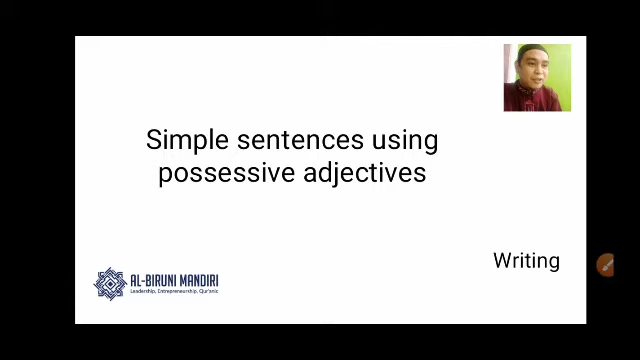 Simple sentences using
possessive adjectives
Writing
AL-BIRUNI MANDIRI
Leadership, Entrepreneurship, Qur'anic